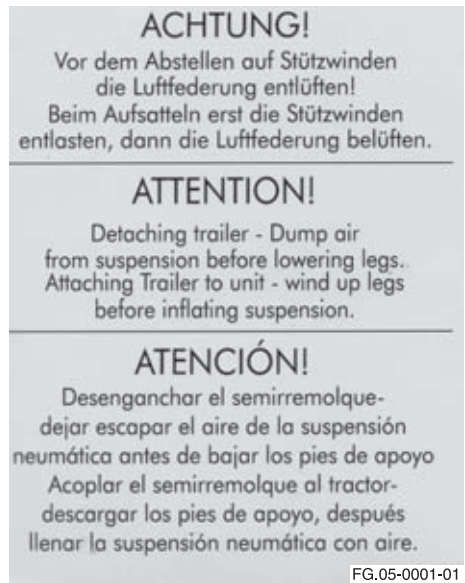 ACHTUNG!
Vor dem Abstellen auf Stützwinden
die Luftfederung entlüften!
Beim Aufsatteln erst die Stützwinden
entlasten, dann die Luftfederung belüften.
ATTENTION!
Detaching trailer - Dump air
from suspension before lowering legs.
Attaching Trailer to unit - wind up legs
before inflating suspension.
ATENCIÓN!
Desenganchar el semirremolque-
dejar escapar el aire de la suspensión
neumática antes de bajar los pies de apoyo
Acoplar el semirremolque al tractor-
descargar los pies de apoyo, después
llenar la suspensión neumática con aire.
FG.05-0001-01